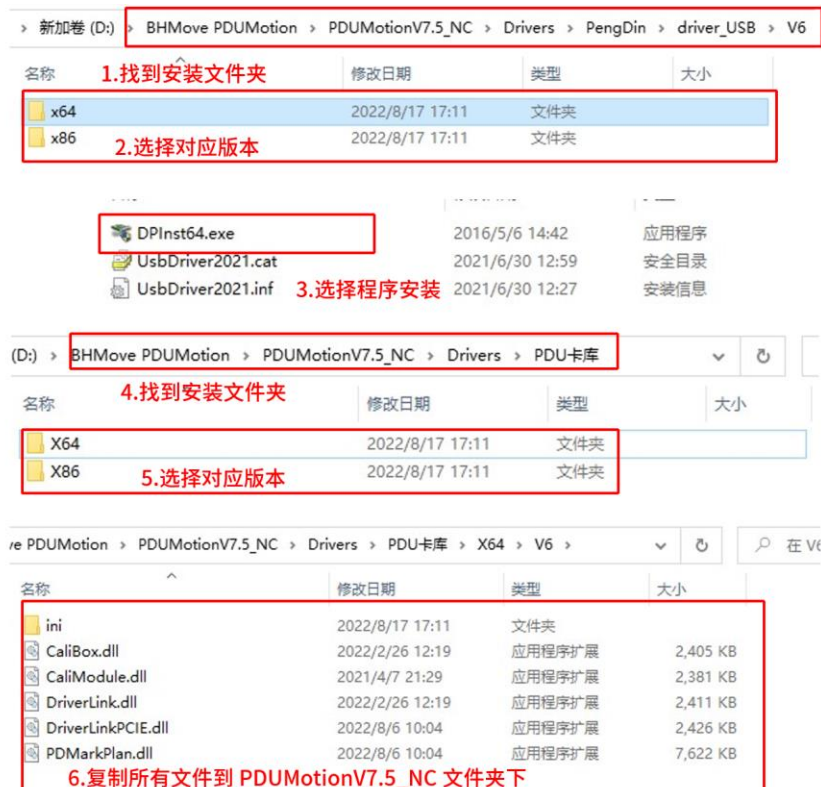 › 新加卷 (D:) › BHMove PDUMotion › PDUMotionV7.5_NC › Drivers › PengDin › driver_USB › V6
名称 修改日期 类型 大小
1.找到安装文件夹
x64 2022/8/17 17:11 文件夹
x86 2022/8/17 17:11 文件夹
2.选择对应版本
DPInst64.exe 2016/5/6 14:42 应用程序
UsbDriver2021.cat 2021/6/30 12:59 安全目录
UsbDriver2021.inf 2021/6/30 12:27 安装信息
3.选择程序安装
(D:) › BHMove PDUMotion › PDUMotionV7.5_NC › Drivers › PDU卡库
4.找到安装文件夹
名称 修改日期 类型 大小
X64 2022/8/17 17:11 文件夹
X86 2022/8/17 17:11 文件夹
5.选择对应版本
ve PDUMotion › PDUMotionV7.5_NC › Drivers › PDU卡库 › X64 › V6 › 在 V6
名称 修改日期 类型 大小
ini 2022/8/17 17:11 文件夹
CaliBox.dll 2022/2/26 12:19 应用程序扩展 2,405 KB
CaliModule.dll 2021/4/7 21:29 应用程序扩展 2,381 KB
DriverLink.dll 2022/2/26 12:19 应用程序扩展 2,411 KB
DriverLinkPCIE.dll 2022/8/6 10:04 应用程序扩展 2,426 KB
PDMarkPlan.dll 2022/8/6 10:04 应用程序扩展 7,622 KB
6.复制所有文件到 PDUMotionV7.5_NC 文件夹下